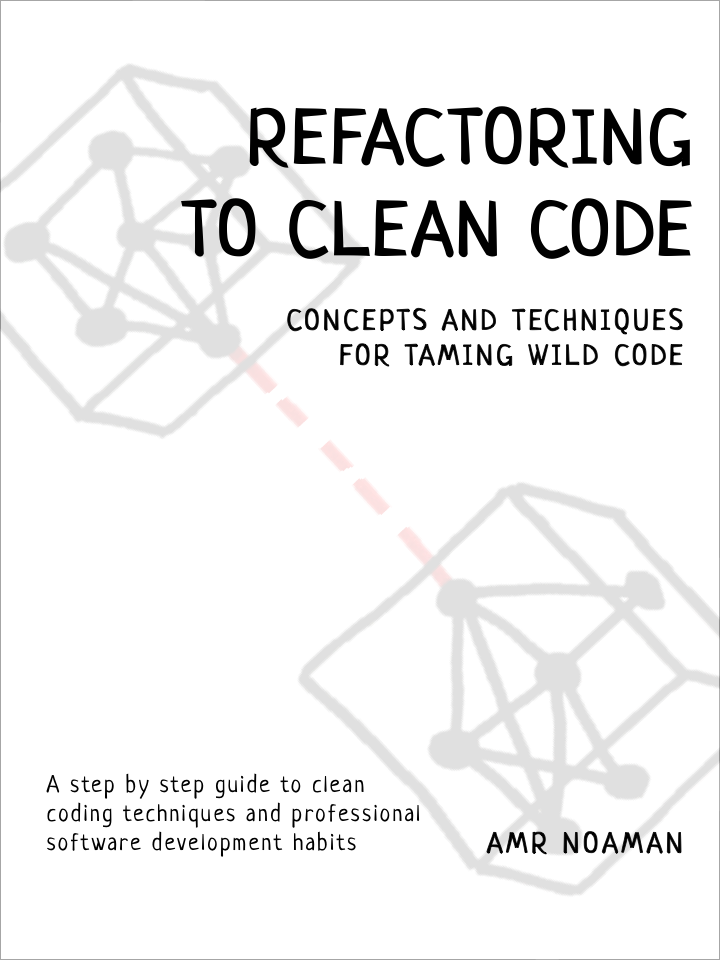 REFACTORING
TO CLEAN CODE
CONCEPTS AND TECHNIQUES
FOR TAMING WILD CODE
A step by step guide to clean
coding techniques and professional
software development habits
AMR NOAMAN